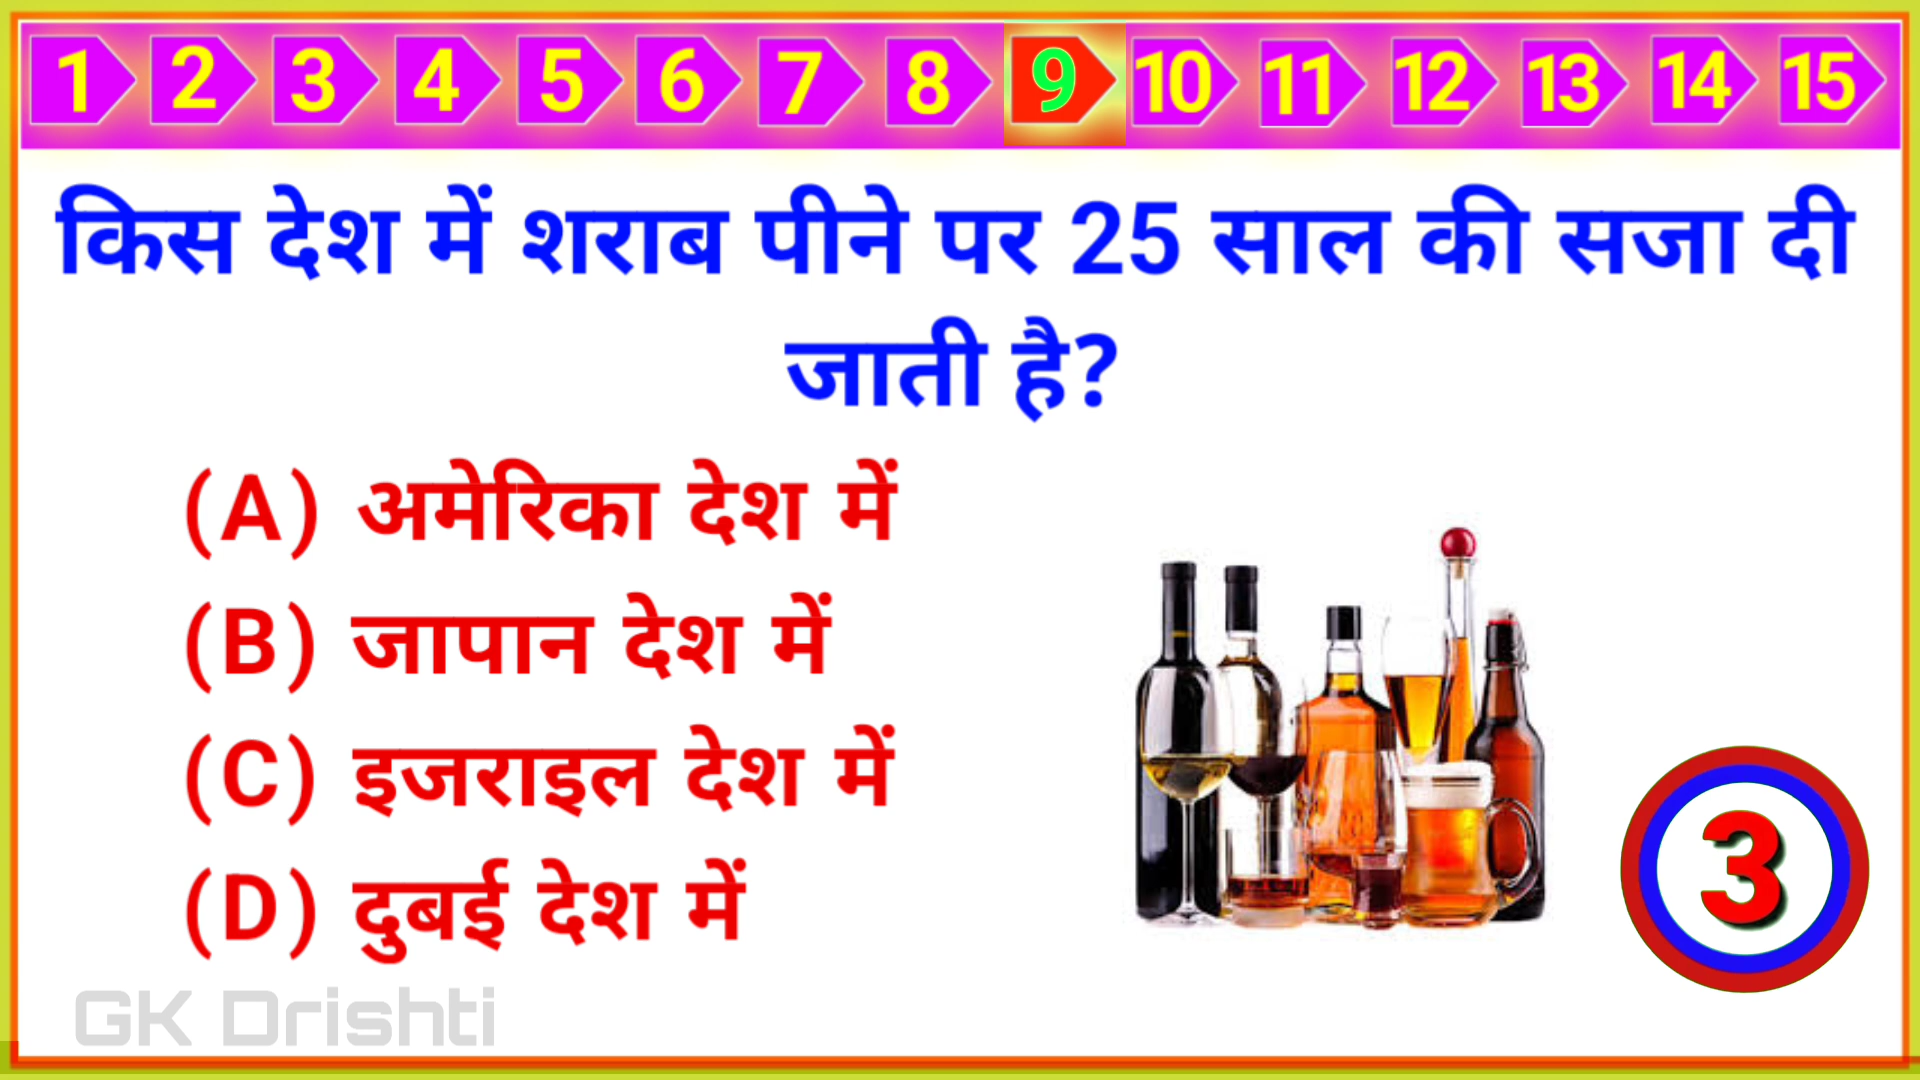 1 2 3 4 5 6 7 8 9 10 11 12 13 14 15
किस देश में शराब पीने पर 25 साल की सजा दी
जाती है?
(A) अमेरिका देश में
(B) जापान देश में
(C) इजराइल देश में
(D) दुबई देश में
3
GK Drishti